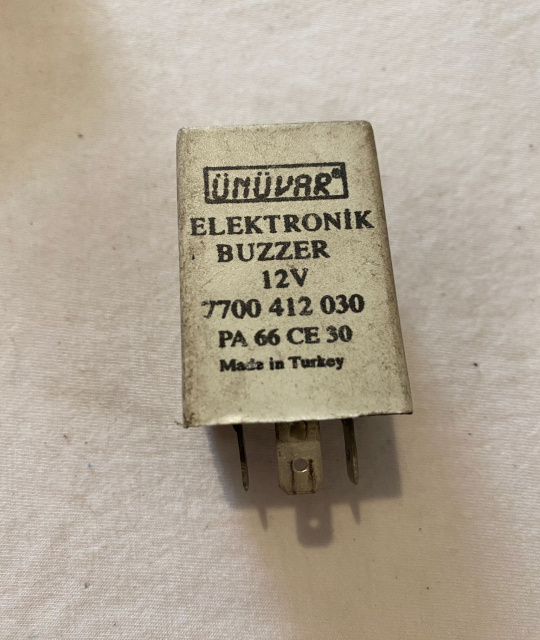 ÜNÜVAR®
ELEKTRONİK
BUZZER
12V
7700 412 030
PA 66 CE 30
Made in Turkey